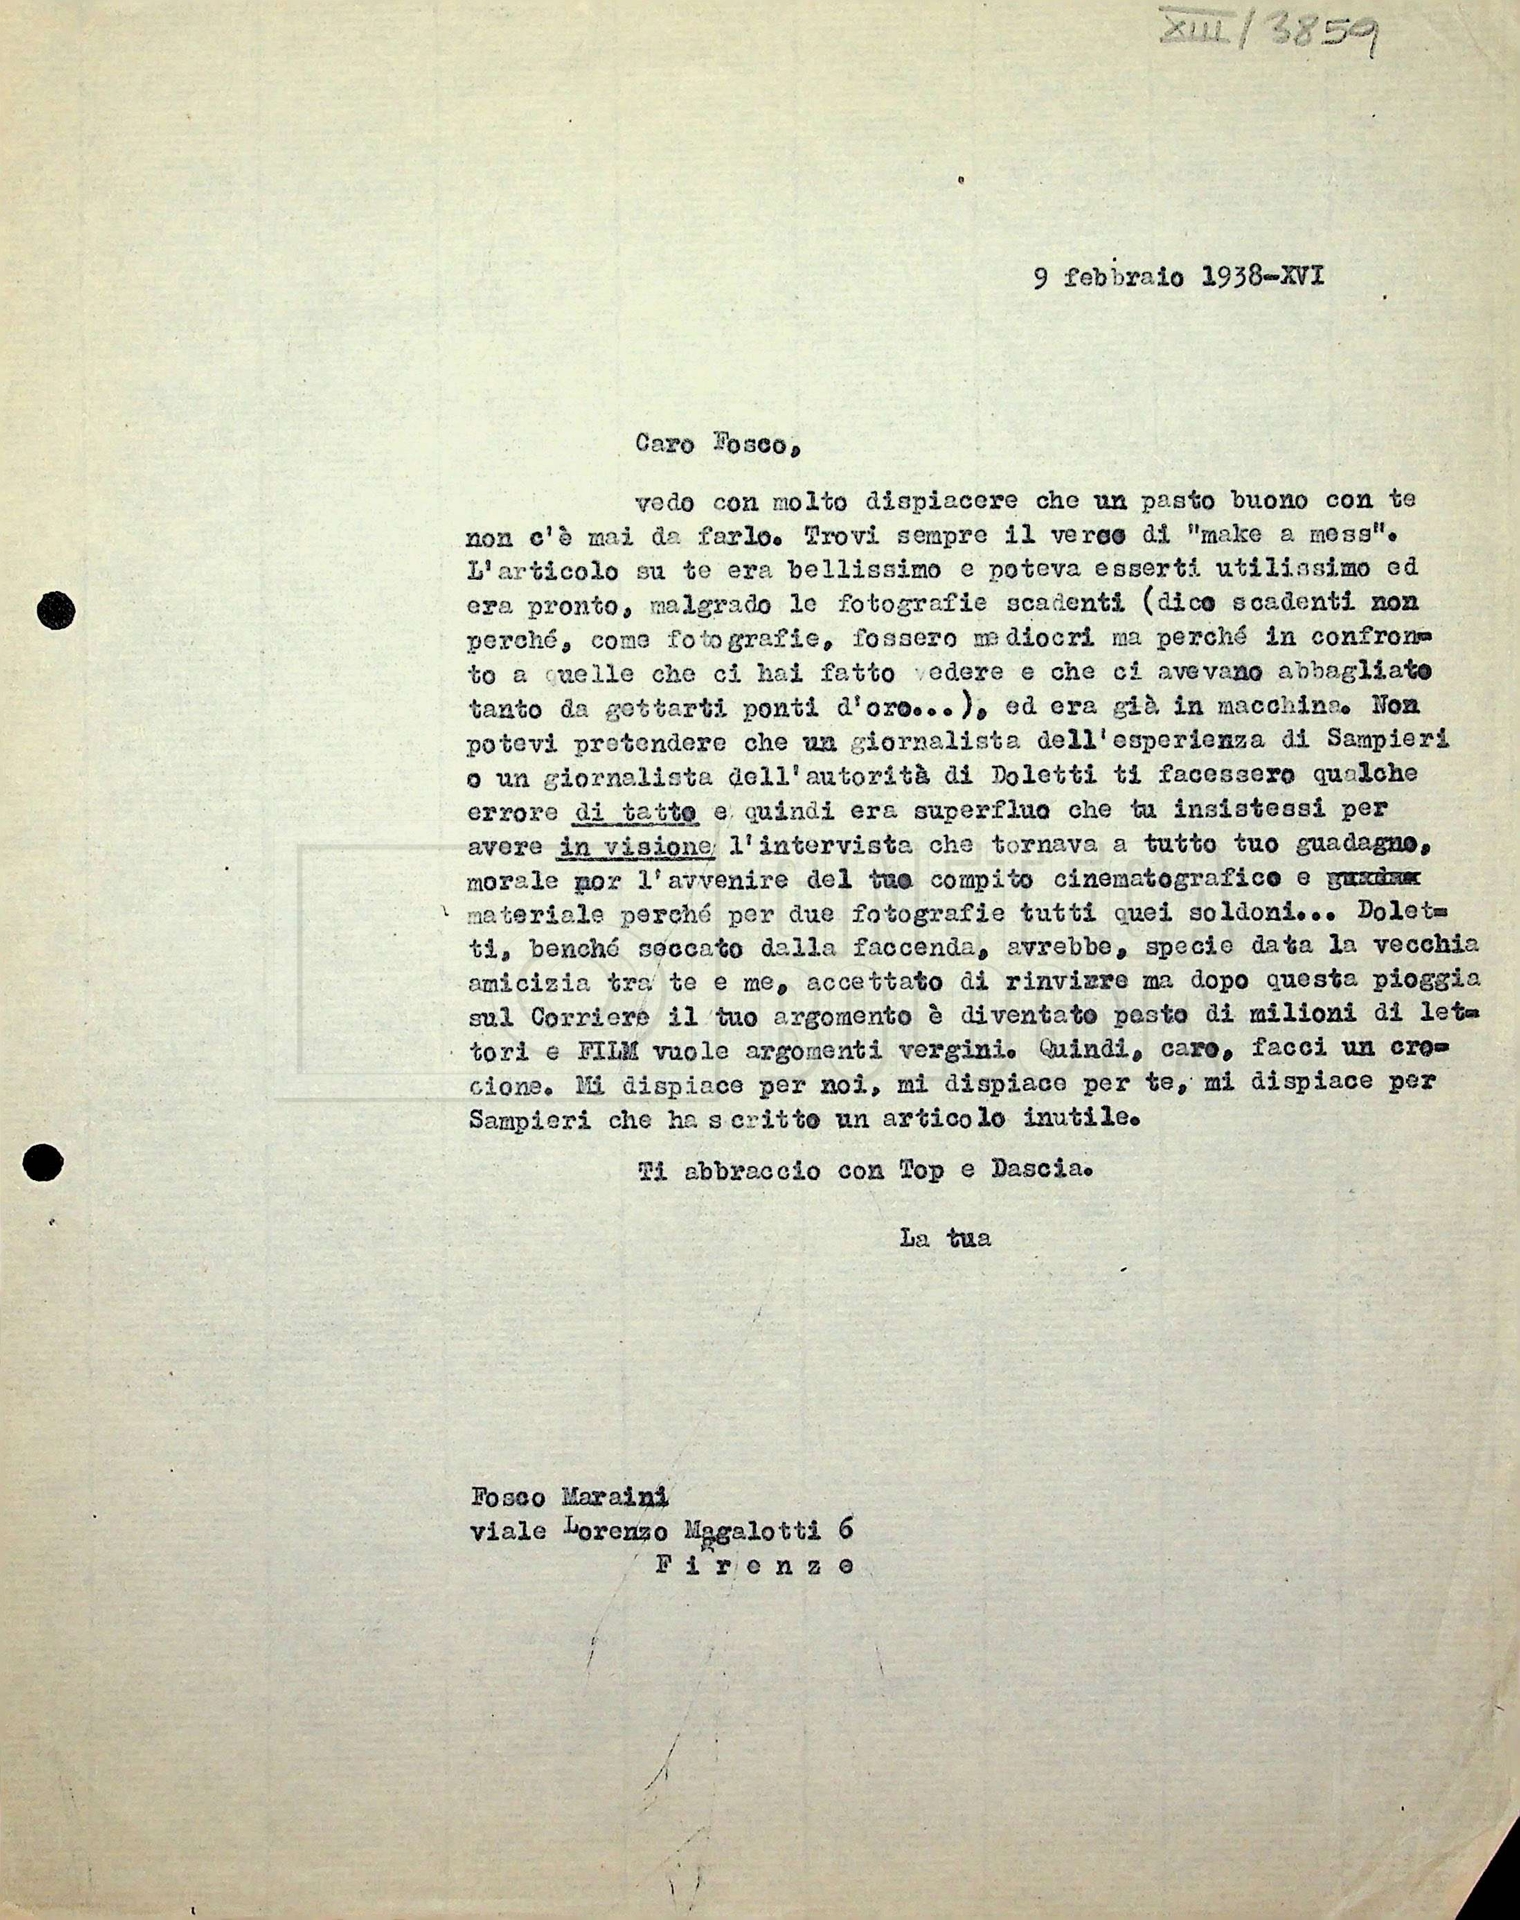 XIII/3859
9 febbraio 1938-XVI
Caro Fosco,
vedo con molto dispiacere che un pasto buono con te
non c'è mai da farlo. Trovi sempre il verso di "make a mess".
L'articolo su te era bellissimo e poteva esserti utilissimo ed
era pronto, malgrado le fotografie scadenti (dico scadenti non
perché, come fotografie, fossero mediocri ma perché in confron=
to a quelle che ci hai fatto vedere e che ci avevano abbagliato
tanto da gettarti ponti d'oro...), ed era già in macchina. Non
potevi pretendere che un giornalista dell'esperienza di Sampieri
o un giornalista dell'autorità di Doletti ti facessero qualche
errore di tatto e quindi era superfluo che tu insistessi per
avere in visione l'intervista che tornava a tutto tuo guadagno,
morale por l'avvenire del tuo compito cinematografico e
materiale perché per due fotografie tutti quei soldoni... Dolet=
ti, benché seccato dalla faccenda, avrebbe, specie data la vecchia
amicizia tra te e me, accettato di rinvizre ma dopo questa pioggia
sul Corriere il tuo argomento è diventato pasto di milioni di let=
tori e FILM vuole argomenti vergini. Quindi, caro, facci un cro=
cione. Mi dispiace per noi, mi dispiace per te, mi dispiace per
Sampieri che ha scritto un articolo inutile.
Ti abbraccio con Top e Dascia.
La tua
Fosco Maraini
viale Lorenzo Magalotti 6
F i r e n z e